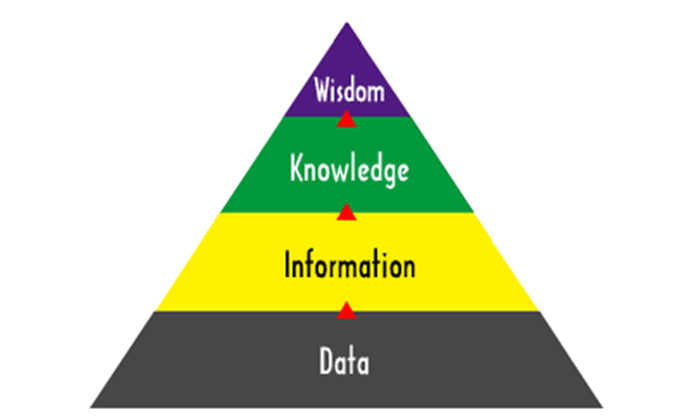 Wisdom
Knowledge
Information
Data